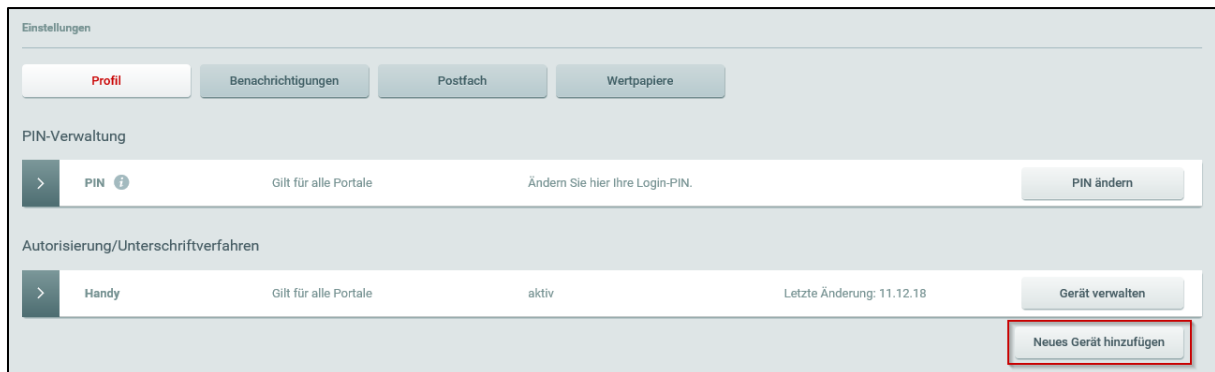 Einstellungen
Profil Benachrichtigungen Postfach Wertpapiere
PIN-Verwaltung
PIN i Gilt für alle Portale Ändern Sie hier Ihre Login-PIN. PIN ändern
Autorisierung/Unterschriftverfahren
Handy Gilt für alle Portale aktiv Letzte Änderung: 11.12.18 Gerät verwalten
Neues Gerät hinzufügen